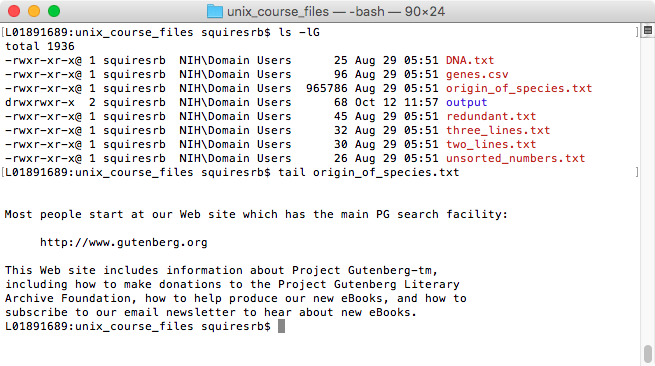 unix_course_files — -bash — 90×24
[L01891689:unix_course_files squiresrb$ ls -lG ]
total 1936
-rwxr-xr-x@ 1 squiresrb  NIH\Domain Users      25 Aug 29 05:51 DNA.txt
-rwxr-xr-x@ 1 squiresrb  NIH\Domain Users      96 Aug 29 05:51 genes.csv
-rwxr-xr-x@ 1 squiresrb  NIH\Domain Users  965786 Aug 29 05:51 origin_of_species.txt
drwxrwxr-x  2 squiresrb  NIH\Domain Users      68 Oct 12 11:57 output
-rwxr-xr-x@ 1 squiresrb  NIH\Domain Users      45 Aug 29 05:51 redundant.txt
-rwxr-xr-x@ 1 squiresrb  NIH\Domain Users      32 Aug 29 05:51 three_lines.txt
-rwxr-xr-x@ 1 squiresrb  NIH\Domain Users      30 Aug 29 05:51 two_lines.txt
-rwxr-xr-x@ 1 squiresrb  NIH\Domain Users      26 Aug 29 05:51 unsorted_numbers.txt
[L01891689:unix_course_files squiresrb$ tail origin_of_species.txt ]
Most people start at our Web site which has the main PG search facility:
http://www.gutenberg.org
This Web site includes information about Project Gutenberg-tm,
including how to make donations to the Project Gutenberg Literary
Archive Foundation, how to help produce our new eBooks, and how to
subscribe to our email newsletter to hear about new eBooks.
L01891689:unix_course_files squiresrb$